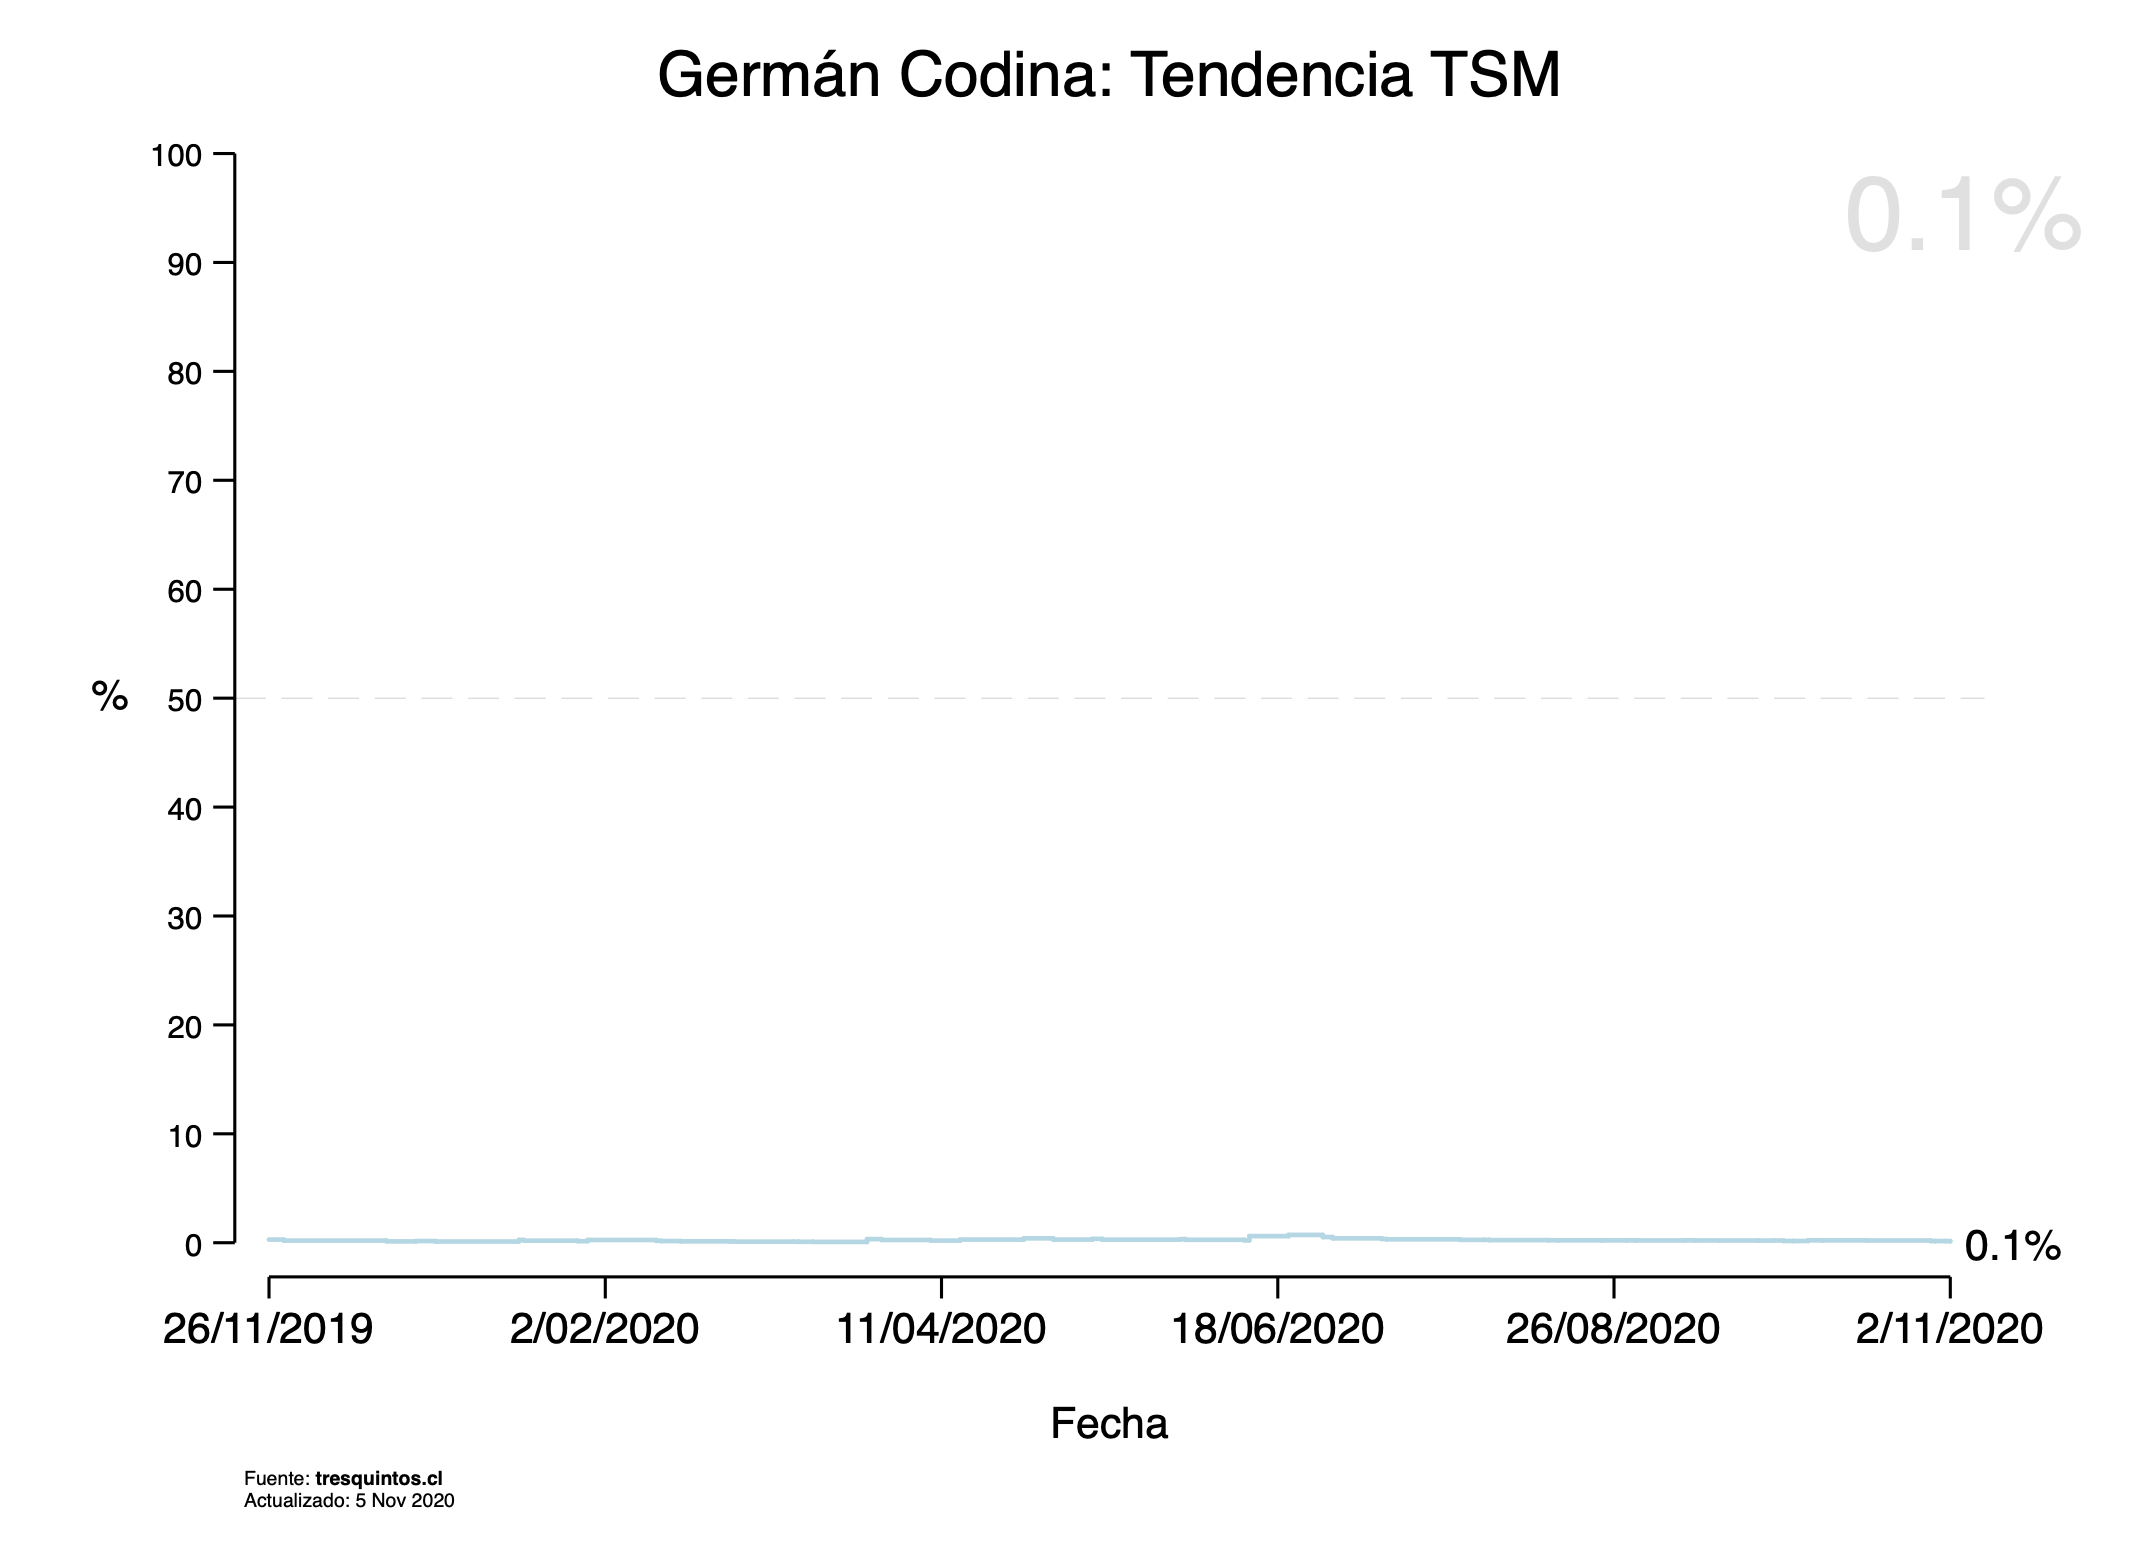 Germán Codina: Tendencia TSM
100
0.1%
90
80
70
60
% 50
40
30
20
10
0
0.1%
26/11/2019 2/02/2020 11/04/2020 18/06/2020 26/08/2020 2/11/2020
Fecha
Fuente: tresquintos.cl
Actualizado: 5 Nov 2020